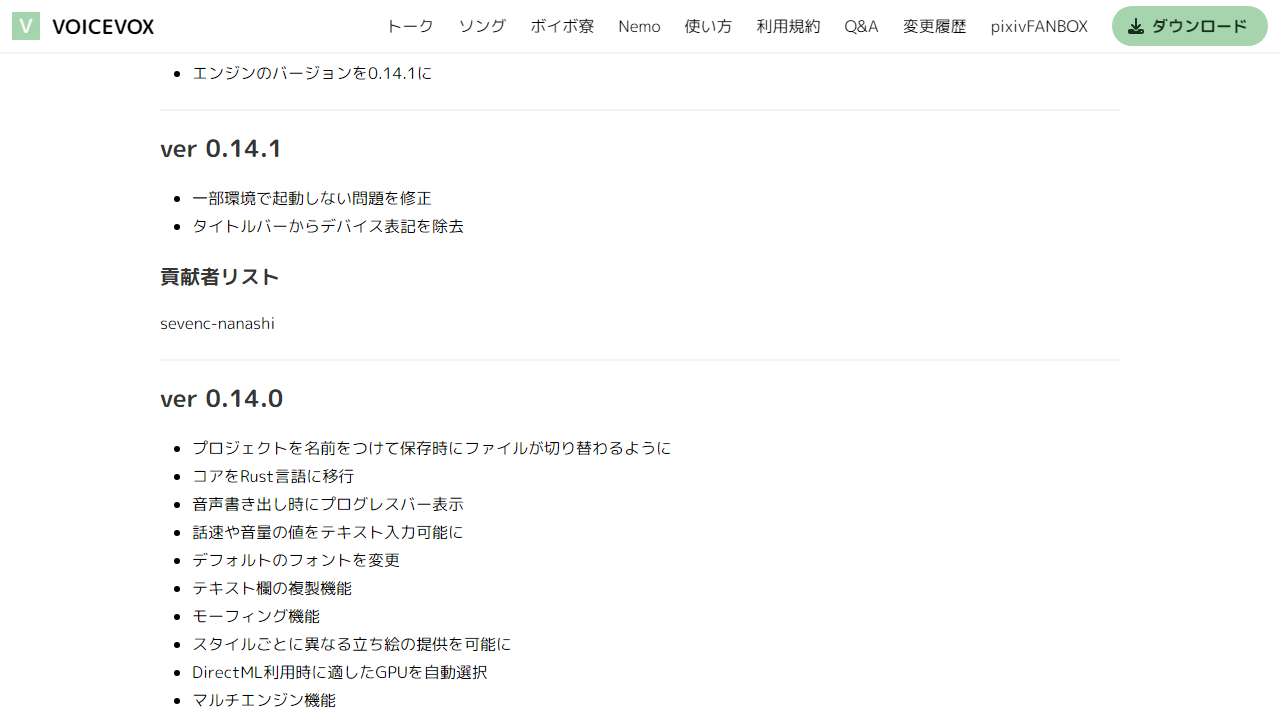 V VOICEVOX トーク ソング ボイボ寮 Nemo 使い方 利用規約 Q&A 変更履歴 pixivFANBOX ダウンロード
エンジンのバージョンを0.14.1に
ver 0.14.1
一部環境で起動しない問題を修正
タイトルバーからデバイス表記を除去
貢献者リスト
sevenc-nanashi
ver 0.14.0
プロジェクトを名前をつけて保存時にファイルが切り替わるように
コアをRust言語に移行
音声書き出し時にプログレスバー表示
話速や音量の値をテキスト入力可能に
デフォルトのフォントを変更
テキスト欄の複製機能
モーフィング機能
スタイルごとに異なる立ち絵の提供を可能に
DirectML利用時に適したGPUを自動選択
マルチエンジン機能